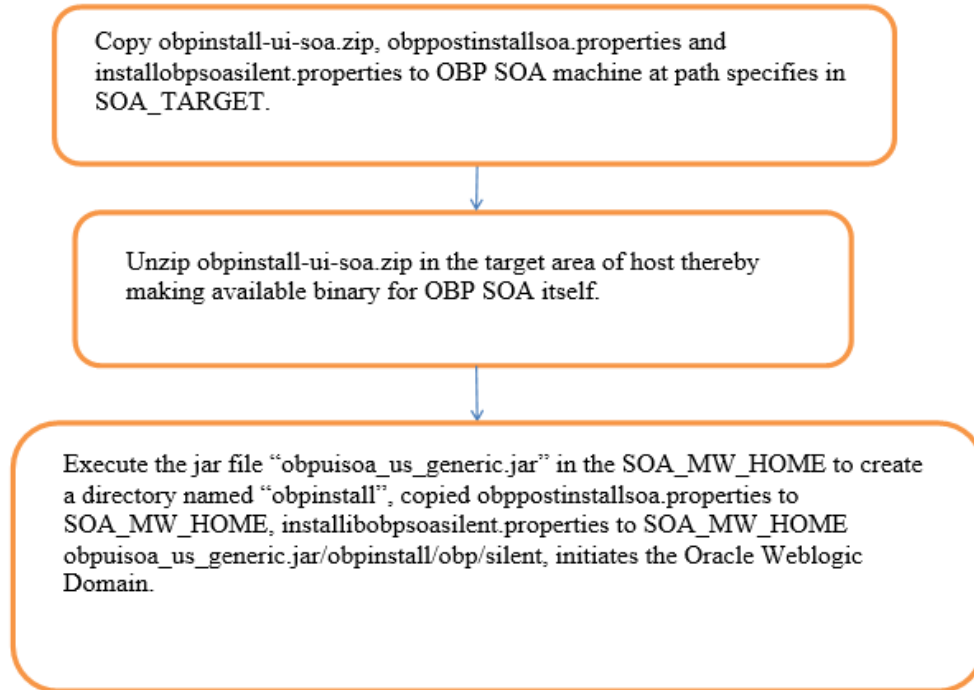 Copy obpinstall-ui-soa.zip, obppostinstallsoa.properties and
installobpsoasilent.properties to OBP SOA machine at path specifies in
SOA_TARGET.
Unzip obpinstall-ui-soa.zip in the target area of host thereby
making available binary for OBP SOA itself.
Execute the jar file “obpuisoa_us_generic.jar” in the SOA_MW_HOME to create
a directory named “obpinstall”, copied obppostinstallsoa.properties to
SOA_MW_HOME, installibobpsoasilent.properties to SOA_MW_HOME
obpuisoa_us_generic.jar/obpinstall/obp/silent, initiates the Oracle Weblogic
Domain.